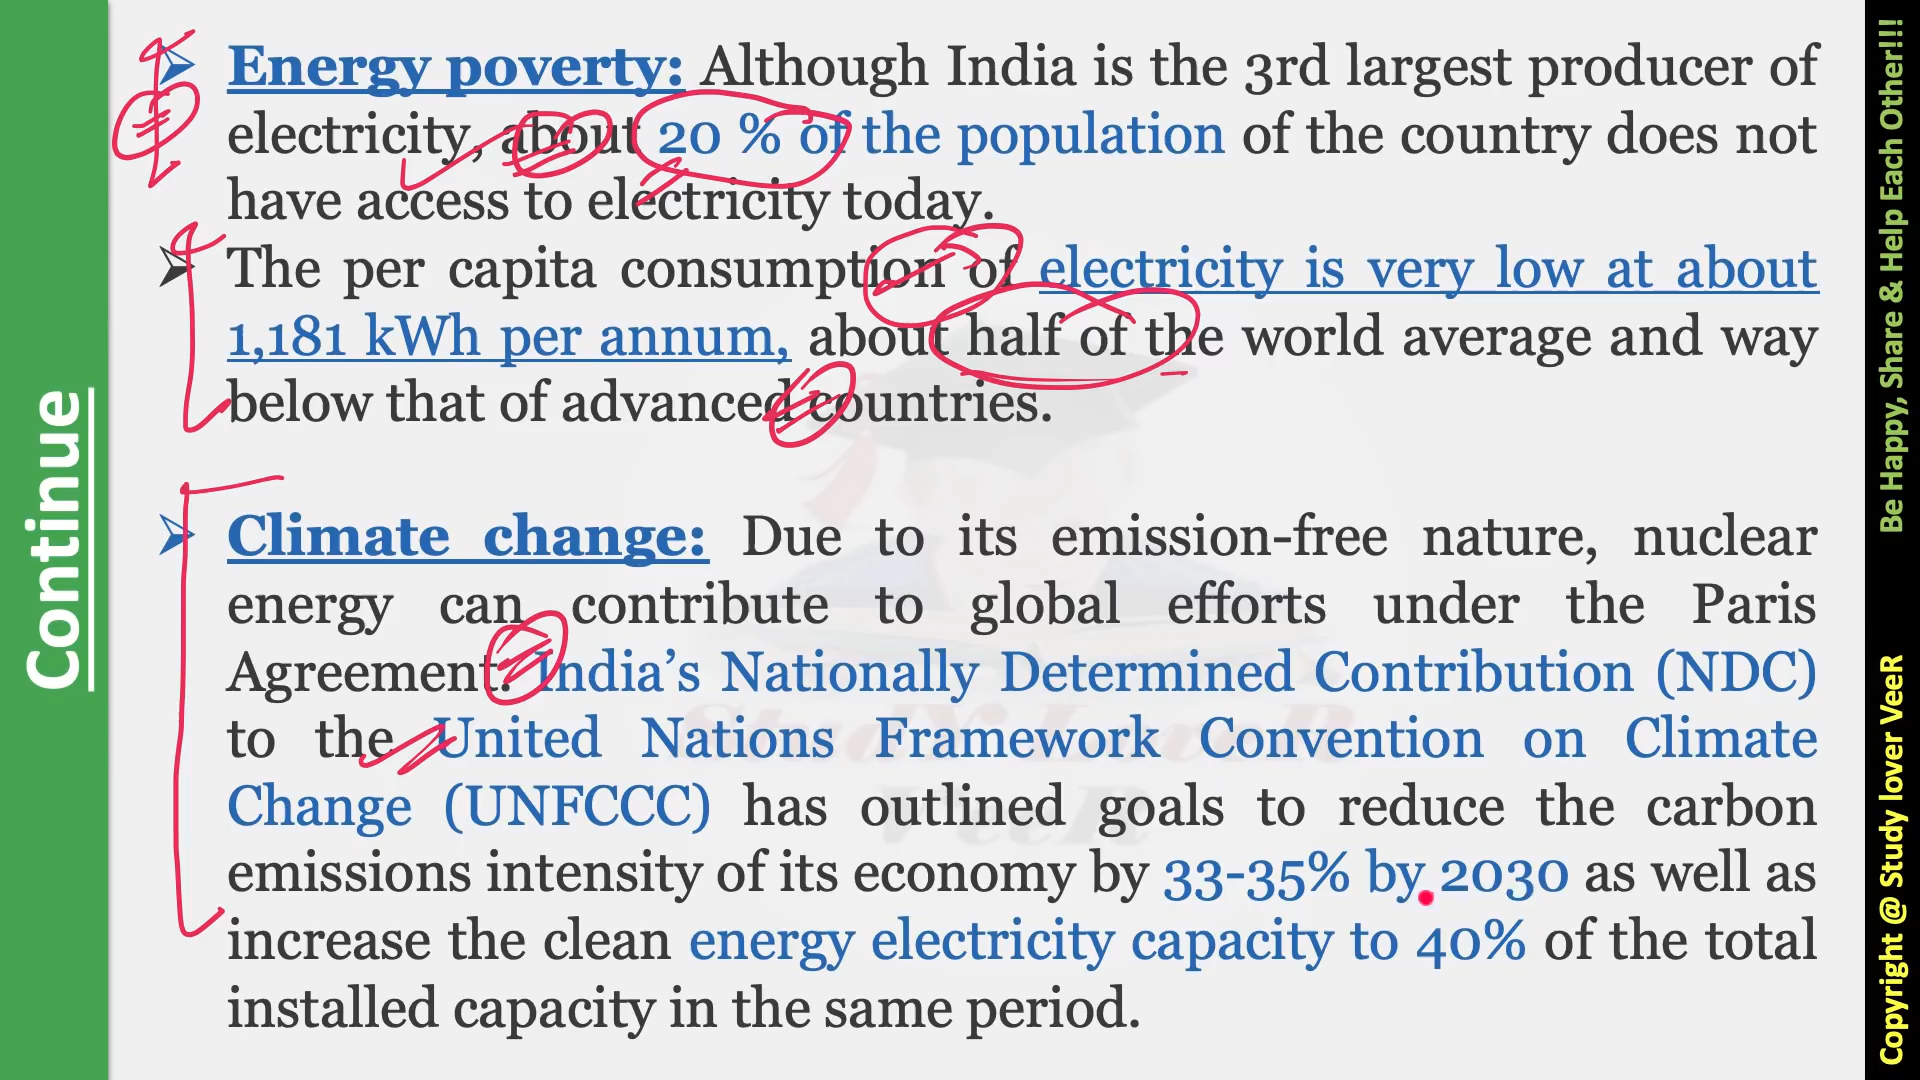 Continue
Energy poverty: Although India is the 3rd largest producer of
electricity, about 20 % of the population of the country does not
have access to electricity today.
The per capita consumption of electricity is very low at about
1,181 kWh per annum, about half of the world average and way
below that of advanced countries.
Climate change: Due to its emission-free nature, nuclear
energy can contribute to global efforts under the Paris
Agreement. India’s Nationally Determined Contribution (NDC)
to the United Nations Framework Convention on Climate
Change (UNFCCC) has outlined goals to reduce the carbon
emissions intensity of its economy by 33-35% by 2030 as well as
increase the clean energy electricity capacity to 40% of the total
installed capacity in the same period.
StudY LoveR
VeeR
Be Happy, Share & Help Each Other!!!
Copyright @ Study lover VeeR